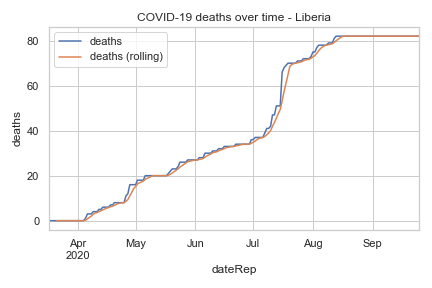 COVID-19 deaths over time - Liberia
deaths
deaths (rolling)
80
60
40
20
0
deaths
Apr
2020
May
Jun
Jul
Aug
Sep
dateRep